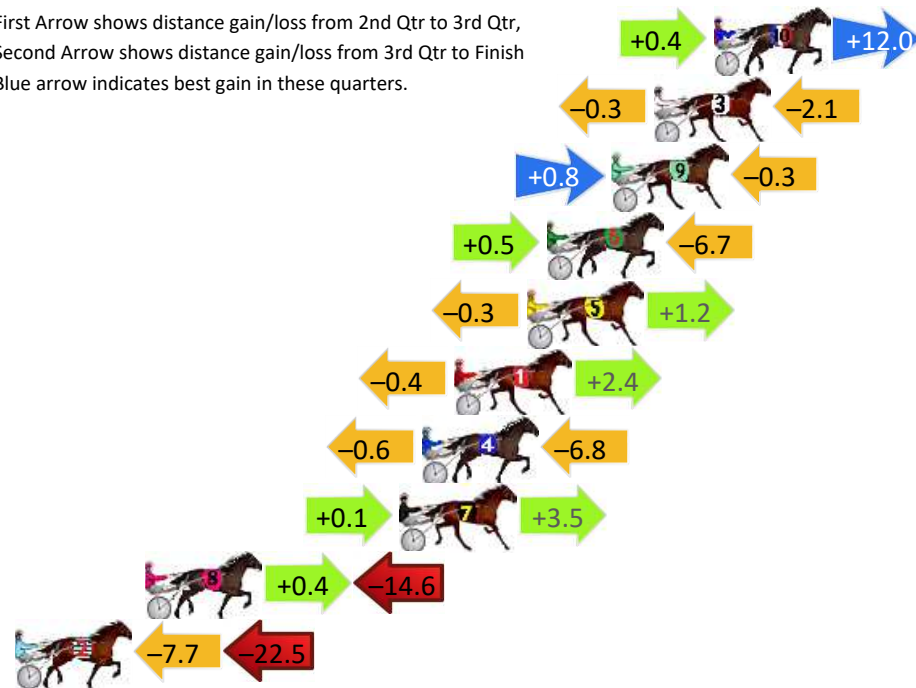 First Arrow shows distance gain/loss from 2nd Qtr to 3rd Qtr,
Second Arrow shows distance gain/loss from 3rd Qtr to Finish
Blue arrow indicates best gain in these quarters.
+0.4 10 +12.0
–0.3 3 –2.1
+0.8 9 –0.3
+0.5 6 –6.7
–0.3 5 +1.2
–0.4 1 +2.4
–0.6 4 –6.8
+0.1 7 +3.5
8 +0.4 –14.6
2 –7.7 –22.5